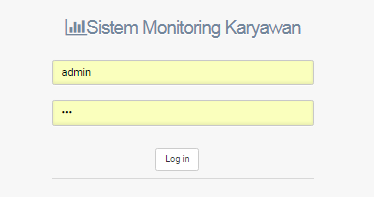 Sistem Monitoring Karyawan
admin
•••
Log in